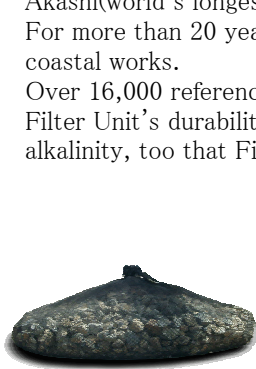 Akashi(world's longes
For more than 20 yea
coastal works.
Over 16,000 referenc
Filter Unit's durabilit
alkalinity, too that Fi